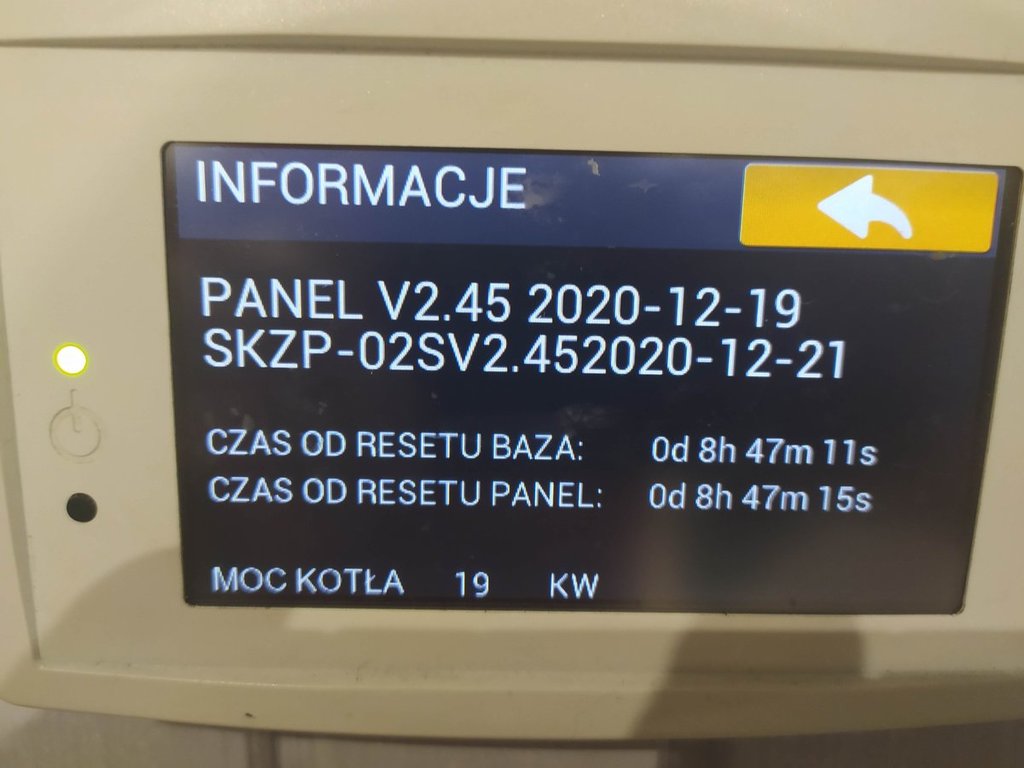 INFORMACJE
PANEL V2.45 2020-12-19
SKZP-02SV2.452020-12-21
CZAS OD RESETU BAZA: 0d 8h 47m 11s
CZAS OD RESETU PANEL: 0d 8h 47m 15s
MOC KOTŁA 19 KW